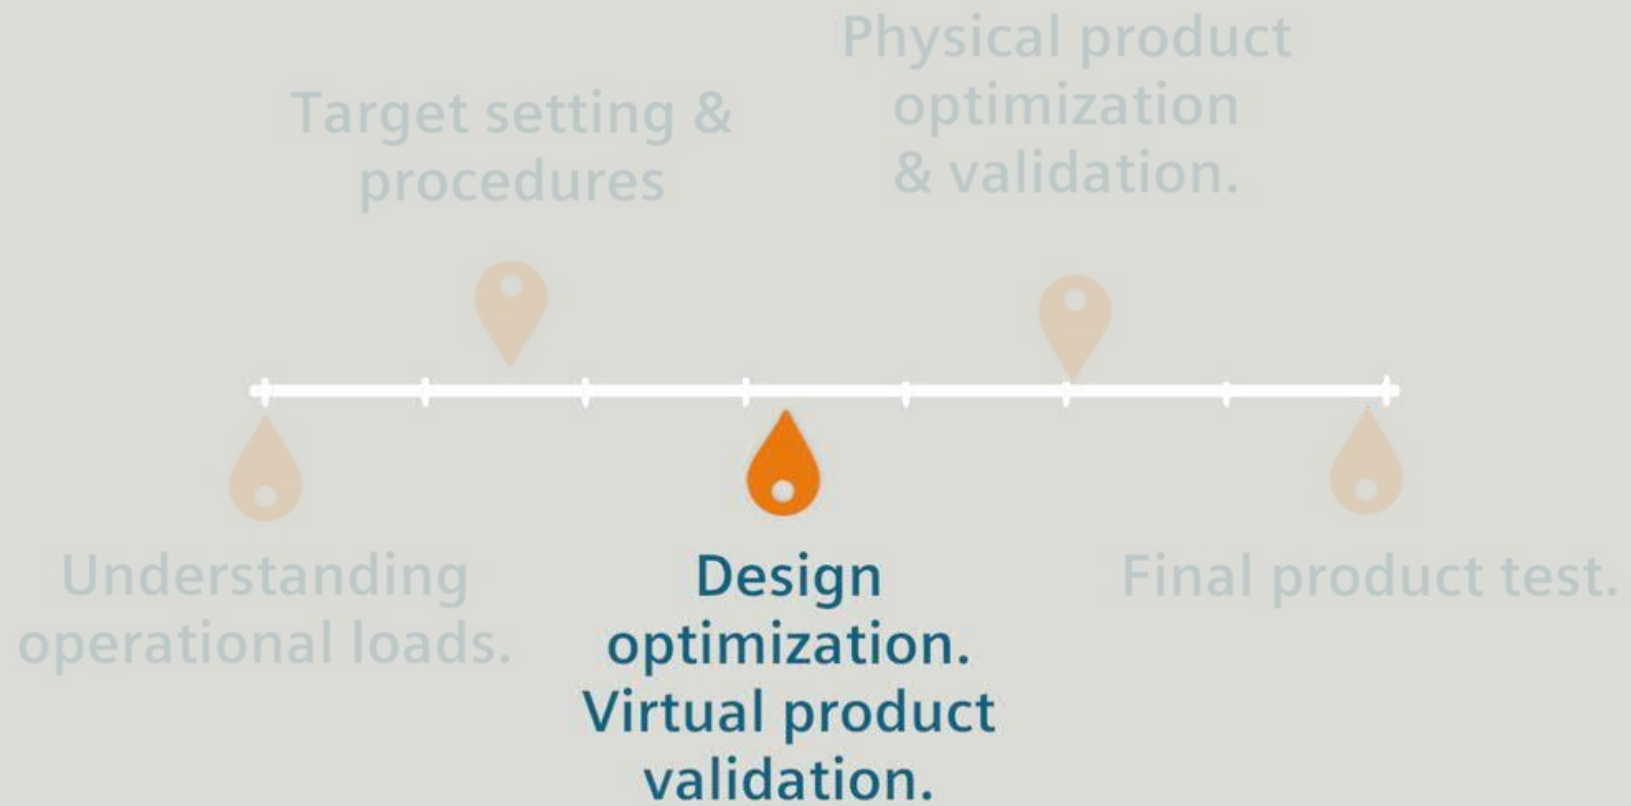 Physical product
optimization
& validation.
Target setting &
procedures
Understanding
operational loads.
Design
optimization.
Virtual product
validation.
Final product test.